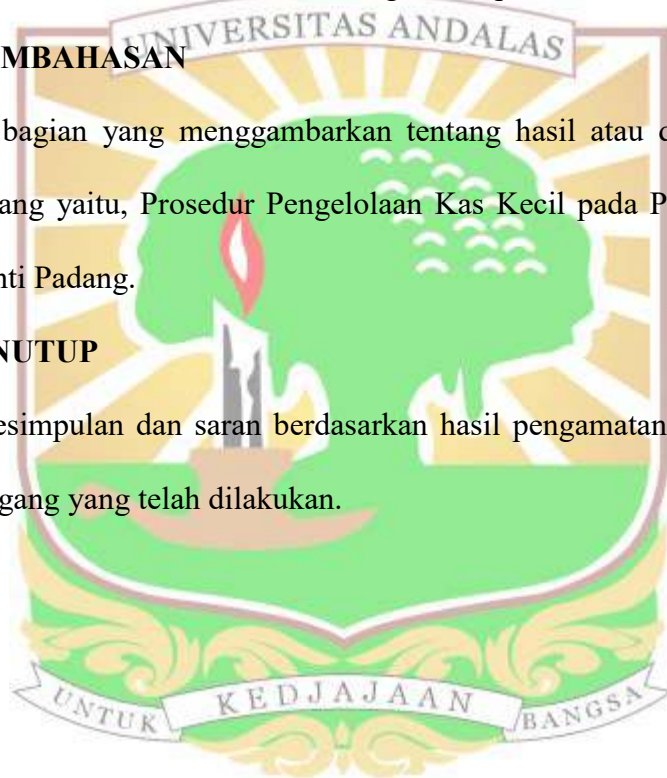 UNIVERSITAS ANDALAS
MBAHASAN
bagian yang menggambarkan tentang hasil atau
ang yaitu, Prosedur Pengelolaan Kas Kecil pada P
nti Padang.
NUTUP
esimpulan dan saran berdasarkan hasil pengamatan
gang yang telah dilakukan.
UNTUK KEDJAJAAN BANGSA